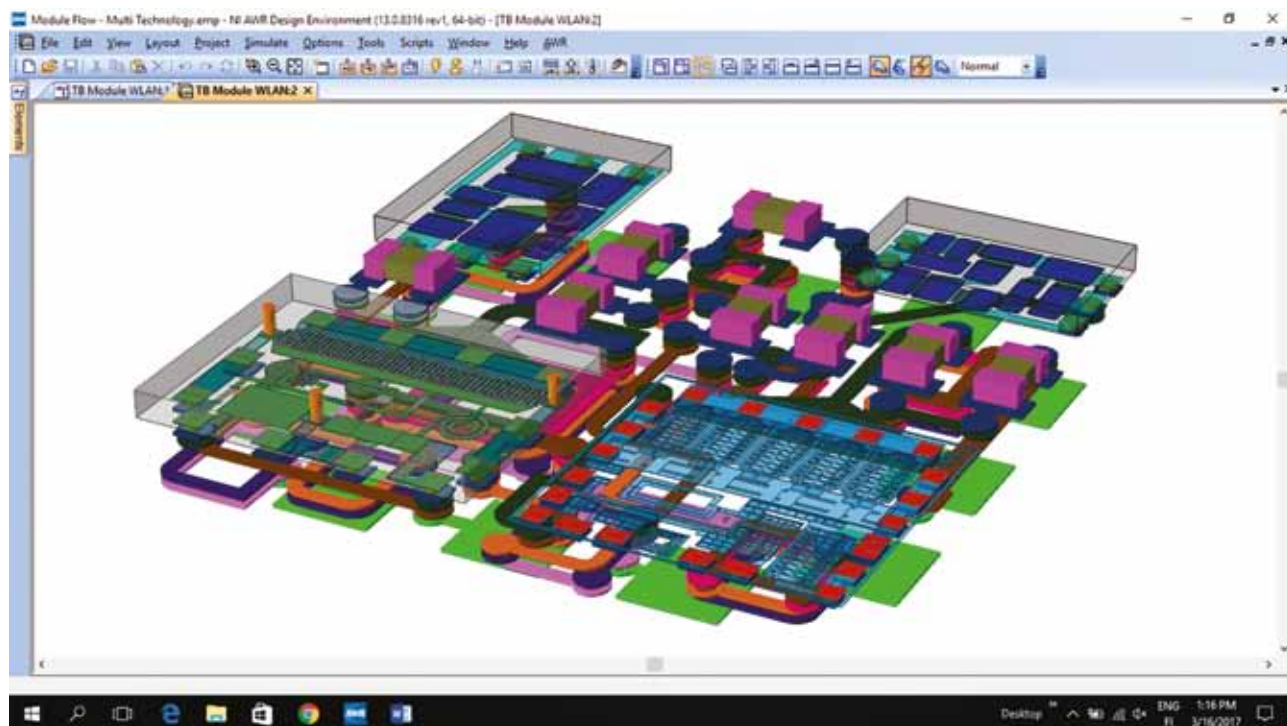 Module Flow - Multi Technology.emp - NI AWR Design Environment (13.0.8316 rev1, 64-bit) - [TB Module WLAN:2]
File Edit View Layout Project Simulate Options Tools Scripts Window Help AWR
Normal
TB Module WLAN:1 TB Module WLAN:2
Elements
Desktop ENG 1:16 PM
FI 3/16/2017